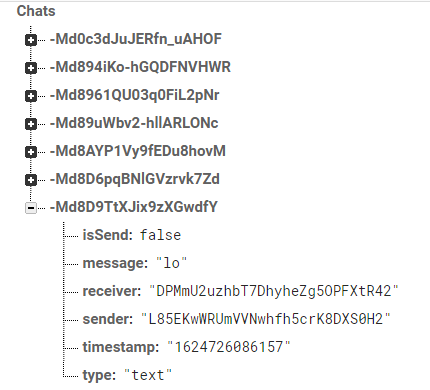 Chats
-Md0c3dJuJERfn_uAHOF
-Md894iKo-hGQDFNVHWR
-Md8961QU03q0FiL2pNr
-Md89uWbv2-hllARLONc
-Md8AYP1Vy9fEDu8hovM
-Md8D6pqBNlGVzrvk7Zd
-Md8D9TtXJix9zXGwdfY
isSend: false
message: "lo"
receiver: "DPMmU2uzhbT7DhyheZg5OPFXtR42"
sender: "L85EKwWRUmVVNwhfh5crK8DXS0H2"
timestamp: "1624726086157"
type: "text"